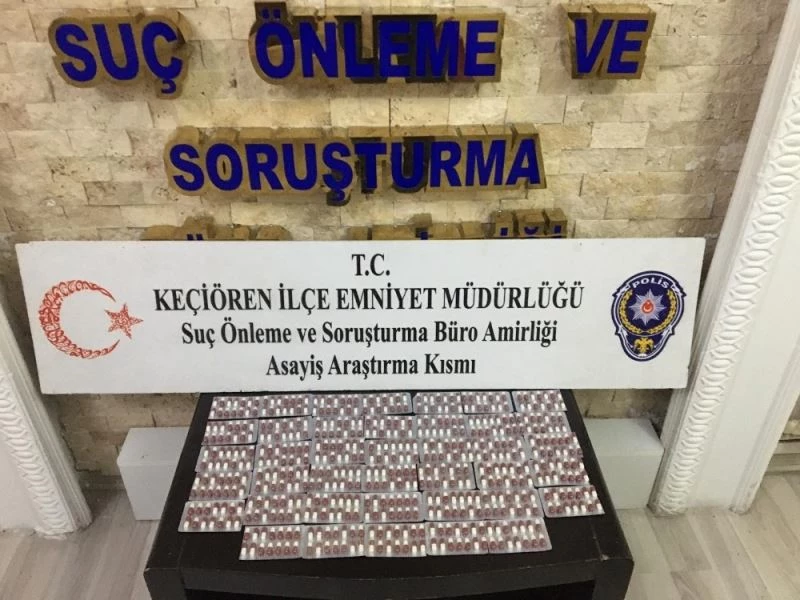 SUÇ ÖNLEME VE
SORUŞTURMA
T.C.
KEÇİÖREN İLÇE EMNİYET MÜDÜRLÜĞÜ
Suç Önleme ve Soruşturma Büro Amirliği
Asayiş Araştırma Kısmı
POLİS